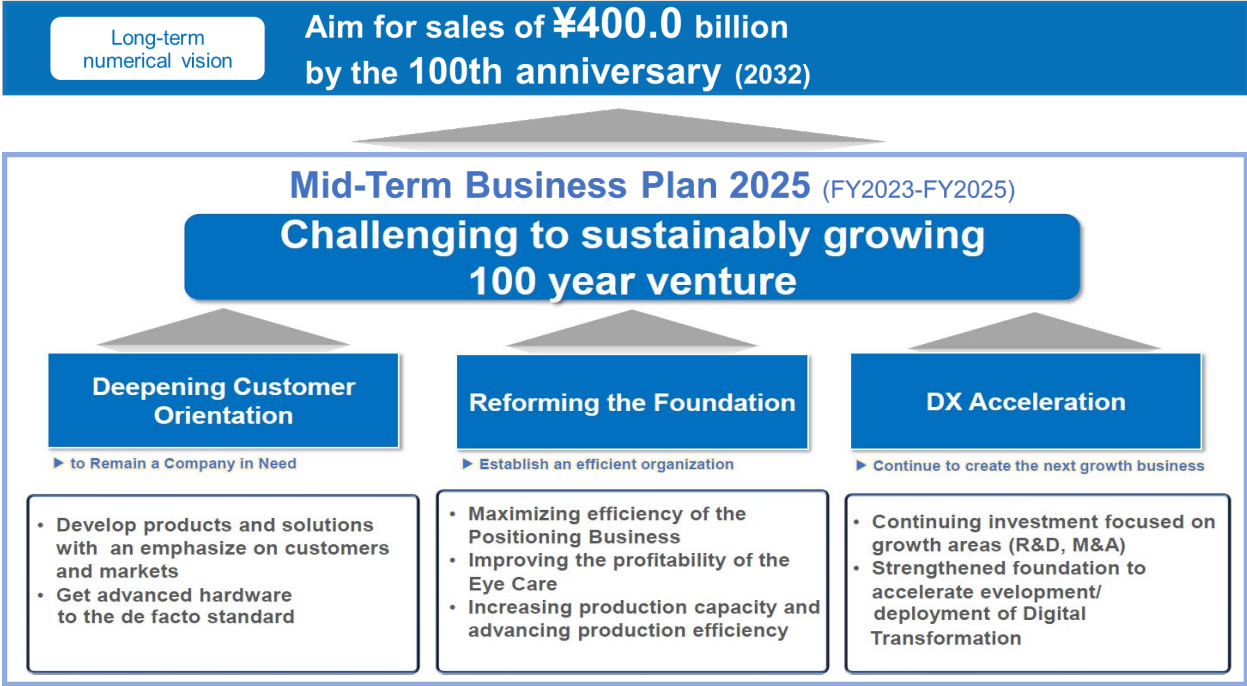 Long-term
numerical vision
Aim for sales of ¥400.0 billion
by the 100th anniversary (2032)
Mid-Term Business Plan 2025 (FY2023-FY2025)
Challenging to sustainably growing
100 year venture
Deepening Customer
Orientation
▶ to Remain a Company in Need
• Develop products and solutions
with an emphasize on customers
and markets
• Get advanced hardware
to the de facto standard
Reforming the Foundation
▶ Establish an efficient organization
• Maximizing efficiency of the
Positioning Business
• Improving the profitability of the
Eye Care
• Increasing production capacity and
advancing production efficiency
DX Acceleration
▶ Continue to create the next growth business
• Continuing investment focused on
growth areas (R&D, M&A)
• Strengthened foundation to
accelerate evelopment/
deployment of Digital
Transformation